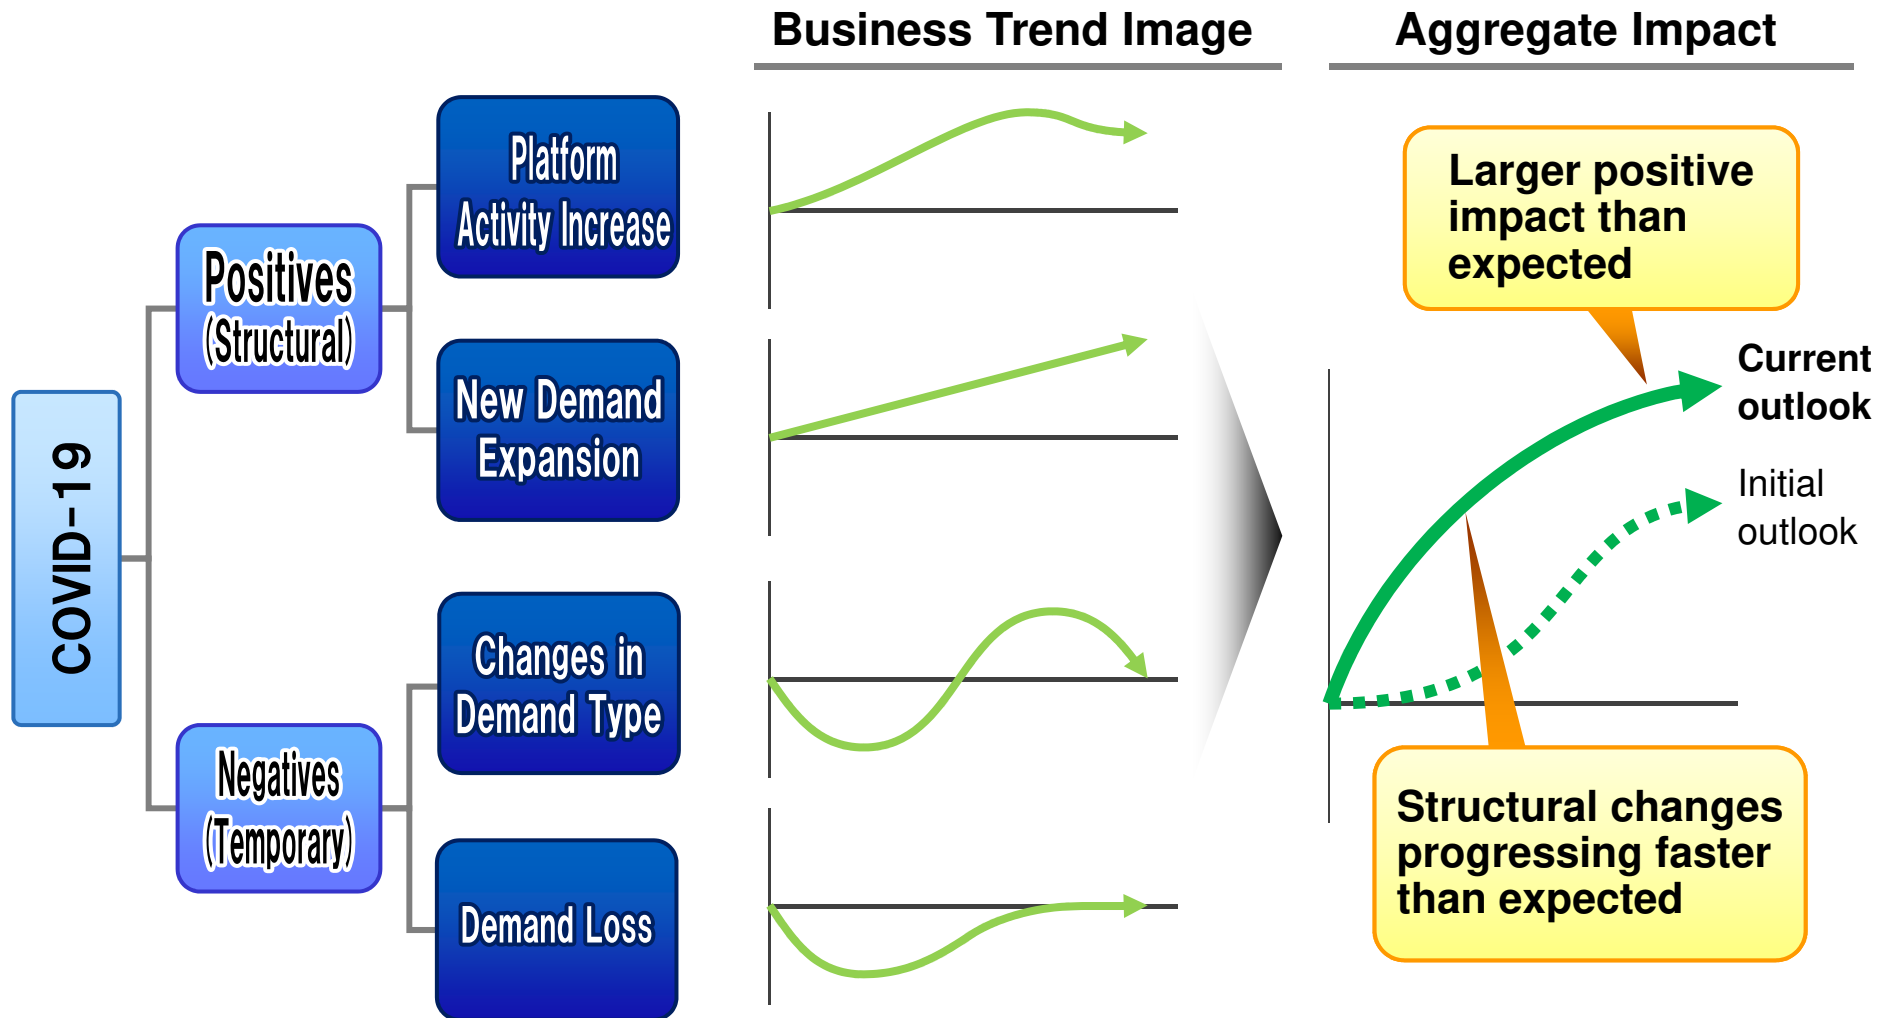 Business Trend Image
Aggregate Impact
COVID-19
Positives
(Structural)
Platform
Activity Increase
New Demand
Expansion
Negatives
(Temporary)
Changes in
Demand Type
Demand Loss
Larger positive
impact than
expected
Current
outlook
Initial
outlook
Structural changes
progressing faster
than expected